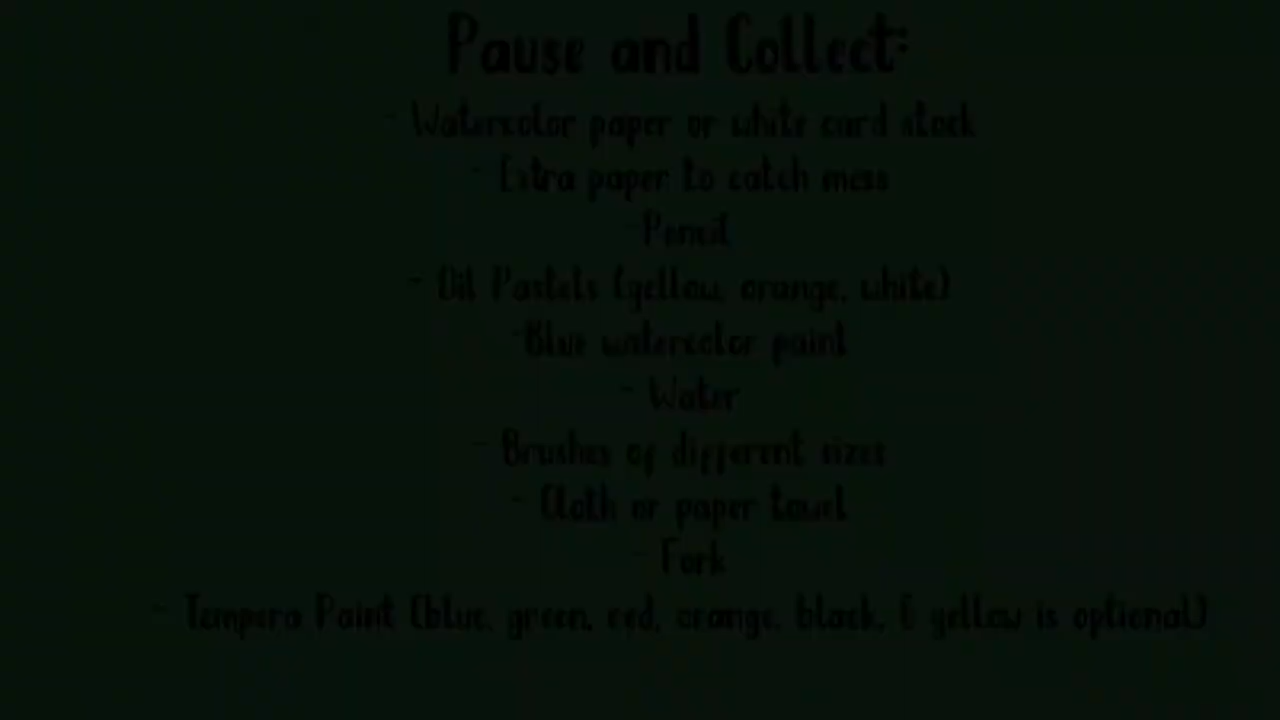 Pause and Collect:
- Watercolor paper or white card stock
- Extra paper to catch mess
- Pencil
- Oil Pastels (yellow, orange, white)
- Blue watercolor paint
- Water
- Brushes of different sizes
- Cloth or paper towel
- Fork
- Tempera Paint (blue, green, red, orange, black, & yellow is optional)